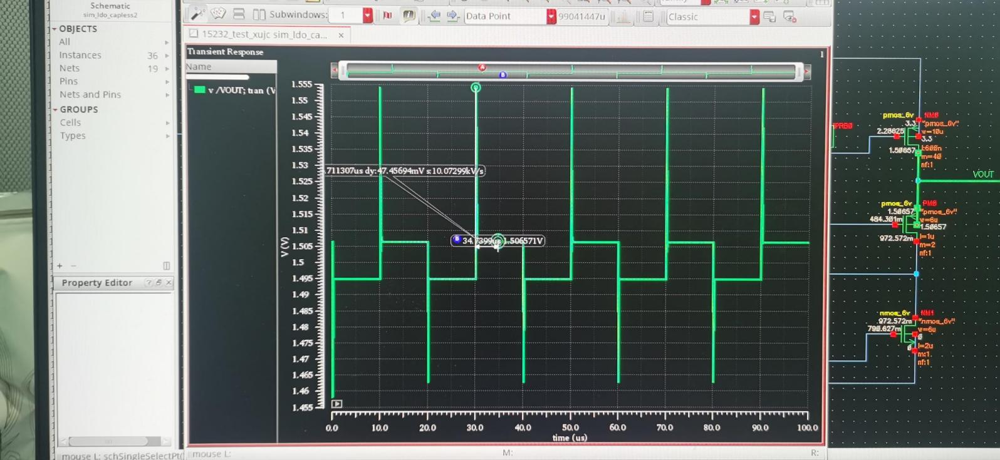 Schematic
sim_ldo_capless2
OBJECTS
All
Instances 36
Nets 19
Pins
Nets and Pins
GROUPS
Cells
Types
+ −
Property Editor
mouse L: schSingleSelectPt(
Subwindows: 1
Data Point
99041447u
Classic
15232_test_xujc sim_ldo_ca...
Transient Response
1
Name
v /VOUT; tran (V
A
B
1.555
1.55
1.545
1.54
1.535
1.53
1.525
1.52
1.515
1.51
1.505
1.5
1.495
1.49
1.485
1.48
1.475
1.47
1.465
1.46
1.455
V (V)
.711307us dy:47.45694mV s:10.07299kV/s
B 34.7399us 1.506571V
0.0 10.0 20.0 30.0 40.0 50.0 60.0 70.0 80.0 90.0 100.0
time (us)
mouse L:
M:
R:
pmos_6v NM0
3.3 "pmos_6v"
2.28625 w=10u
3.3
1.50657 l:600n
m=40
nf:1
VOUT
pmos_6v PM0
1.50657 "pmos_6v"
484.301m w=6u
1.50657
972.572m l=1u
m=2
nf:1
nmos_6v NM1
972.572m "nmos_6v"
790.627m w=6u
0
0 l=2u
m:1
nf:1